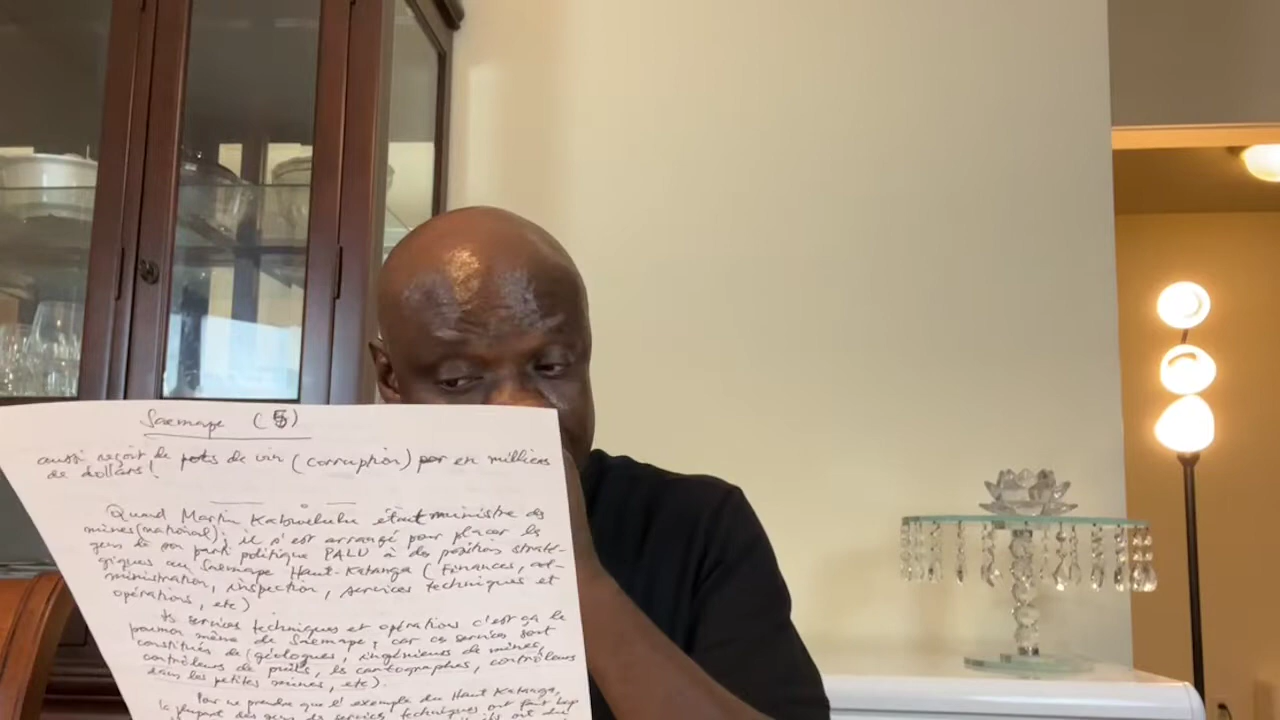 Saemape (5)
aussi reçoit de pots de vin (corruption) par en milliers
de dollars !
Quand Martin Kabwelulu était ministre des
mines (national); il s'est arrangé pour placer les
gens de son parti politique PALU à des positions straté-
giques au Saemape Haut-Katanga (Finances, ad-
ministration, inspection, services techniques et
opérations, etc)
services techniques et opérations c'est ça le
poumon même de Saemape, car ces services sont
constitués de (géologues, ingénieurs de mines,
contrôleurs de puits, les cartographes, contrôleurs
dans les petites mines, etc).
Pour ne prendre que l'exemple du Haut Katanga,
la plupart des gens de services techniques ont fait